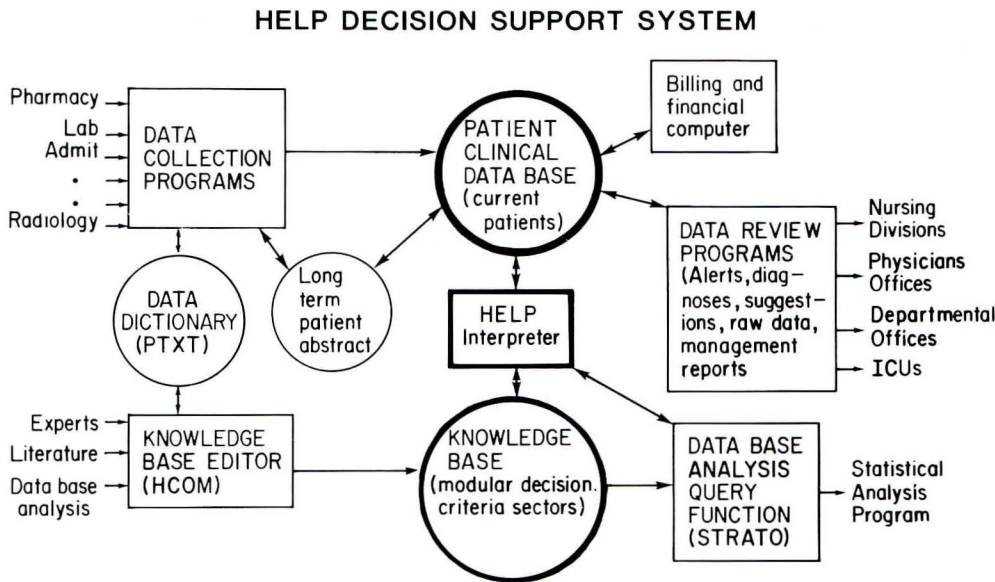 HELP DECISION SUPPORT SYSTEM
Pharmacy
Lab
Admit
•
•
Radiology
DATA
COLLECTION
PROGRAMS
PATIENT
CLINICAL
DATA BASE
(current
patients)
Billing and
financial
computer
DATA REVIEW
PROGRAMS
(Alerts, diag-
noses, suggest-
ions, raw data,
management
reports
Nursing
Divisions
Physicians
Offices
Departmental
Offices
ICUs
DATA
DICTIONARY
(PTXT)
Long
term
patient
abstract
HELP
Interpreter
Experts
Literature
Data base
analysis
KNOWLEDGE
BASE EDITOR
(HCOM)
KNOWLEDGE
BASE
(modular decision.
criteria sectors)
DATA BASE
ANALYSIS
QUERY
FUNCTION
(STRATO)
Statistical
Analysis
Program